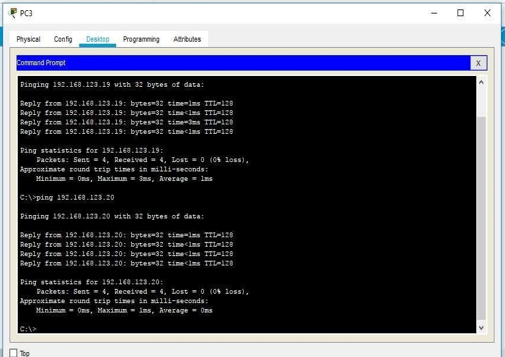 PC3
Physical Config Desktop Programming Attributes
Command Prompt
X
Pinging 192.168.123.19 with 32 bytes of data:
Reply from 192.168.123.19: bytes=32 time=1ms TTL=128
Reply from 192.168.123.19: bytes=32 time<1ms TTL=128
Reply from 192.168.123.19: bytes=32 time=3ms TTL=128
Reply from 192.168.123.19: bytes=32 time<1ms TTL=128
Ping statistics for 192.168.123.19:
Packets: Sent = 4, Received = 4, Lost = 0 (0% loss),
Approximate round trip times in milli-seconds:
Minimum = 0ms, Maximum = 3ms, Average = 1ms
C:\>ping 192.168.123.20
Pinging 192.168.123.20 with 32 bytes of data:
Reply from 192.168.123.20: bytes=32 time=1ms TTL=128
Reply from 192.168.123.20: bytes=32 time<1ms TTL=128
Reply from 192.168.123.20: bytes=32 time<1ms TTL=128
Reply from 192.168.123.20: bytes=32 time<1ms TTL=128
Ping statistics for 192.168.123.20:
Packets: Sent = 4, Received = 4, Lost = 0 (0% loss),
Approximate round trip times in milli-seconds:
Minimum = 0ms, Maximum = 1ms, Average = 0ms
C:\>
Top